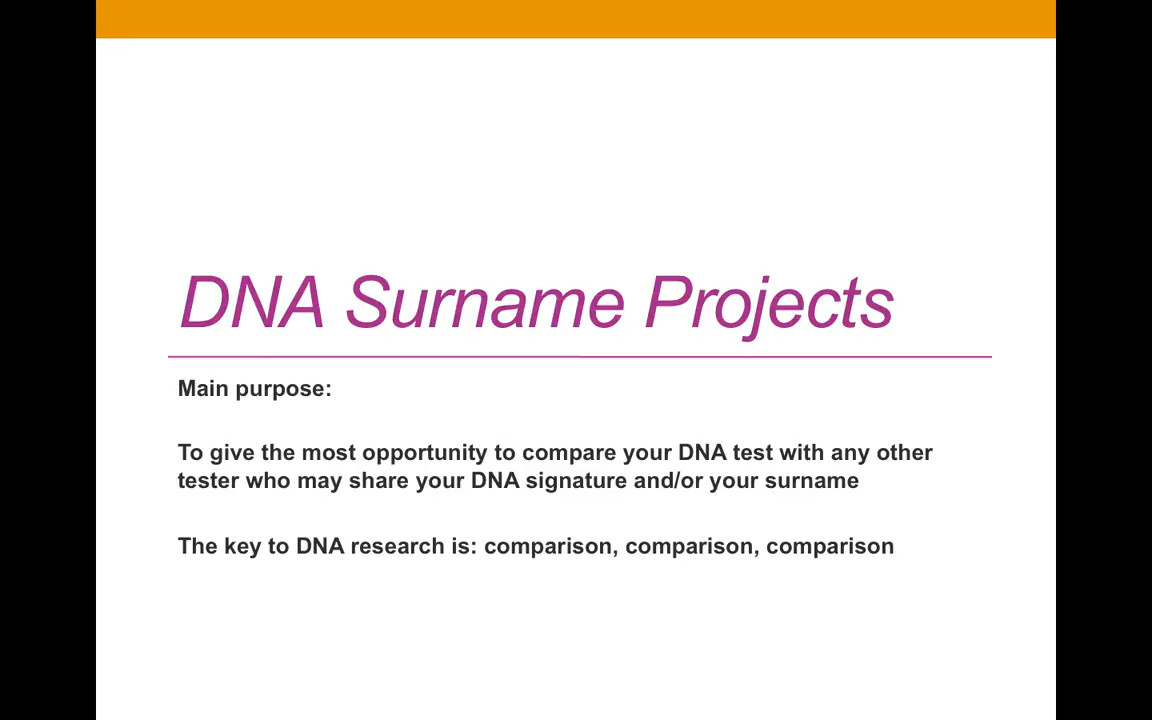 DNA Surname Projects
Main purpose:
To give the most opportunity to compare your DNA test with any other
tester who may share your DNA signature and/or your surname
The key to DNA research is: comparison, comparison, comparison